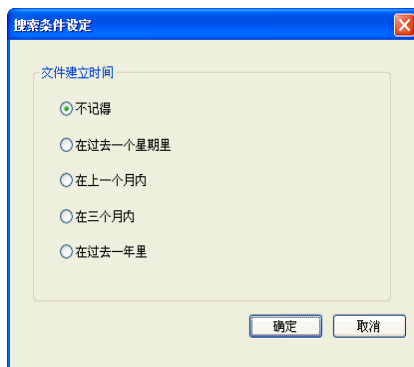 搜索条件设定
文件建立时间
不记得
在过去一个星期里
在上一个月内
在三个月内
在过去一年里
确定 取消